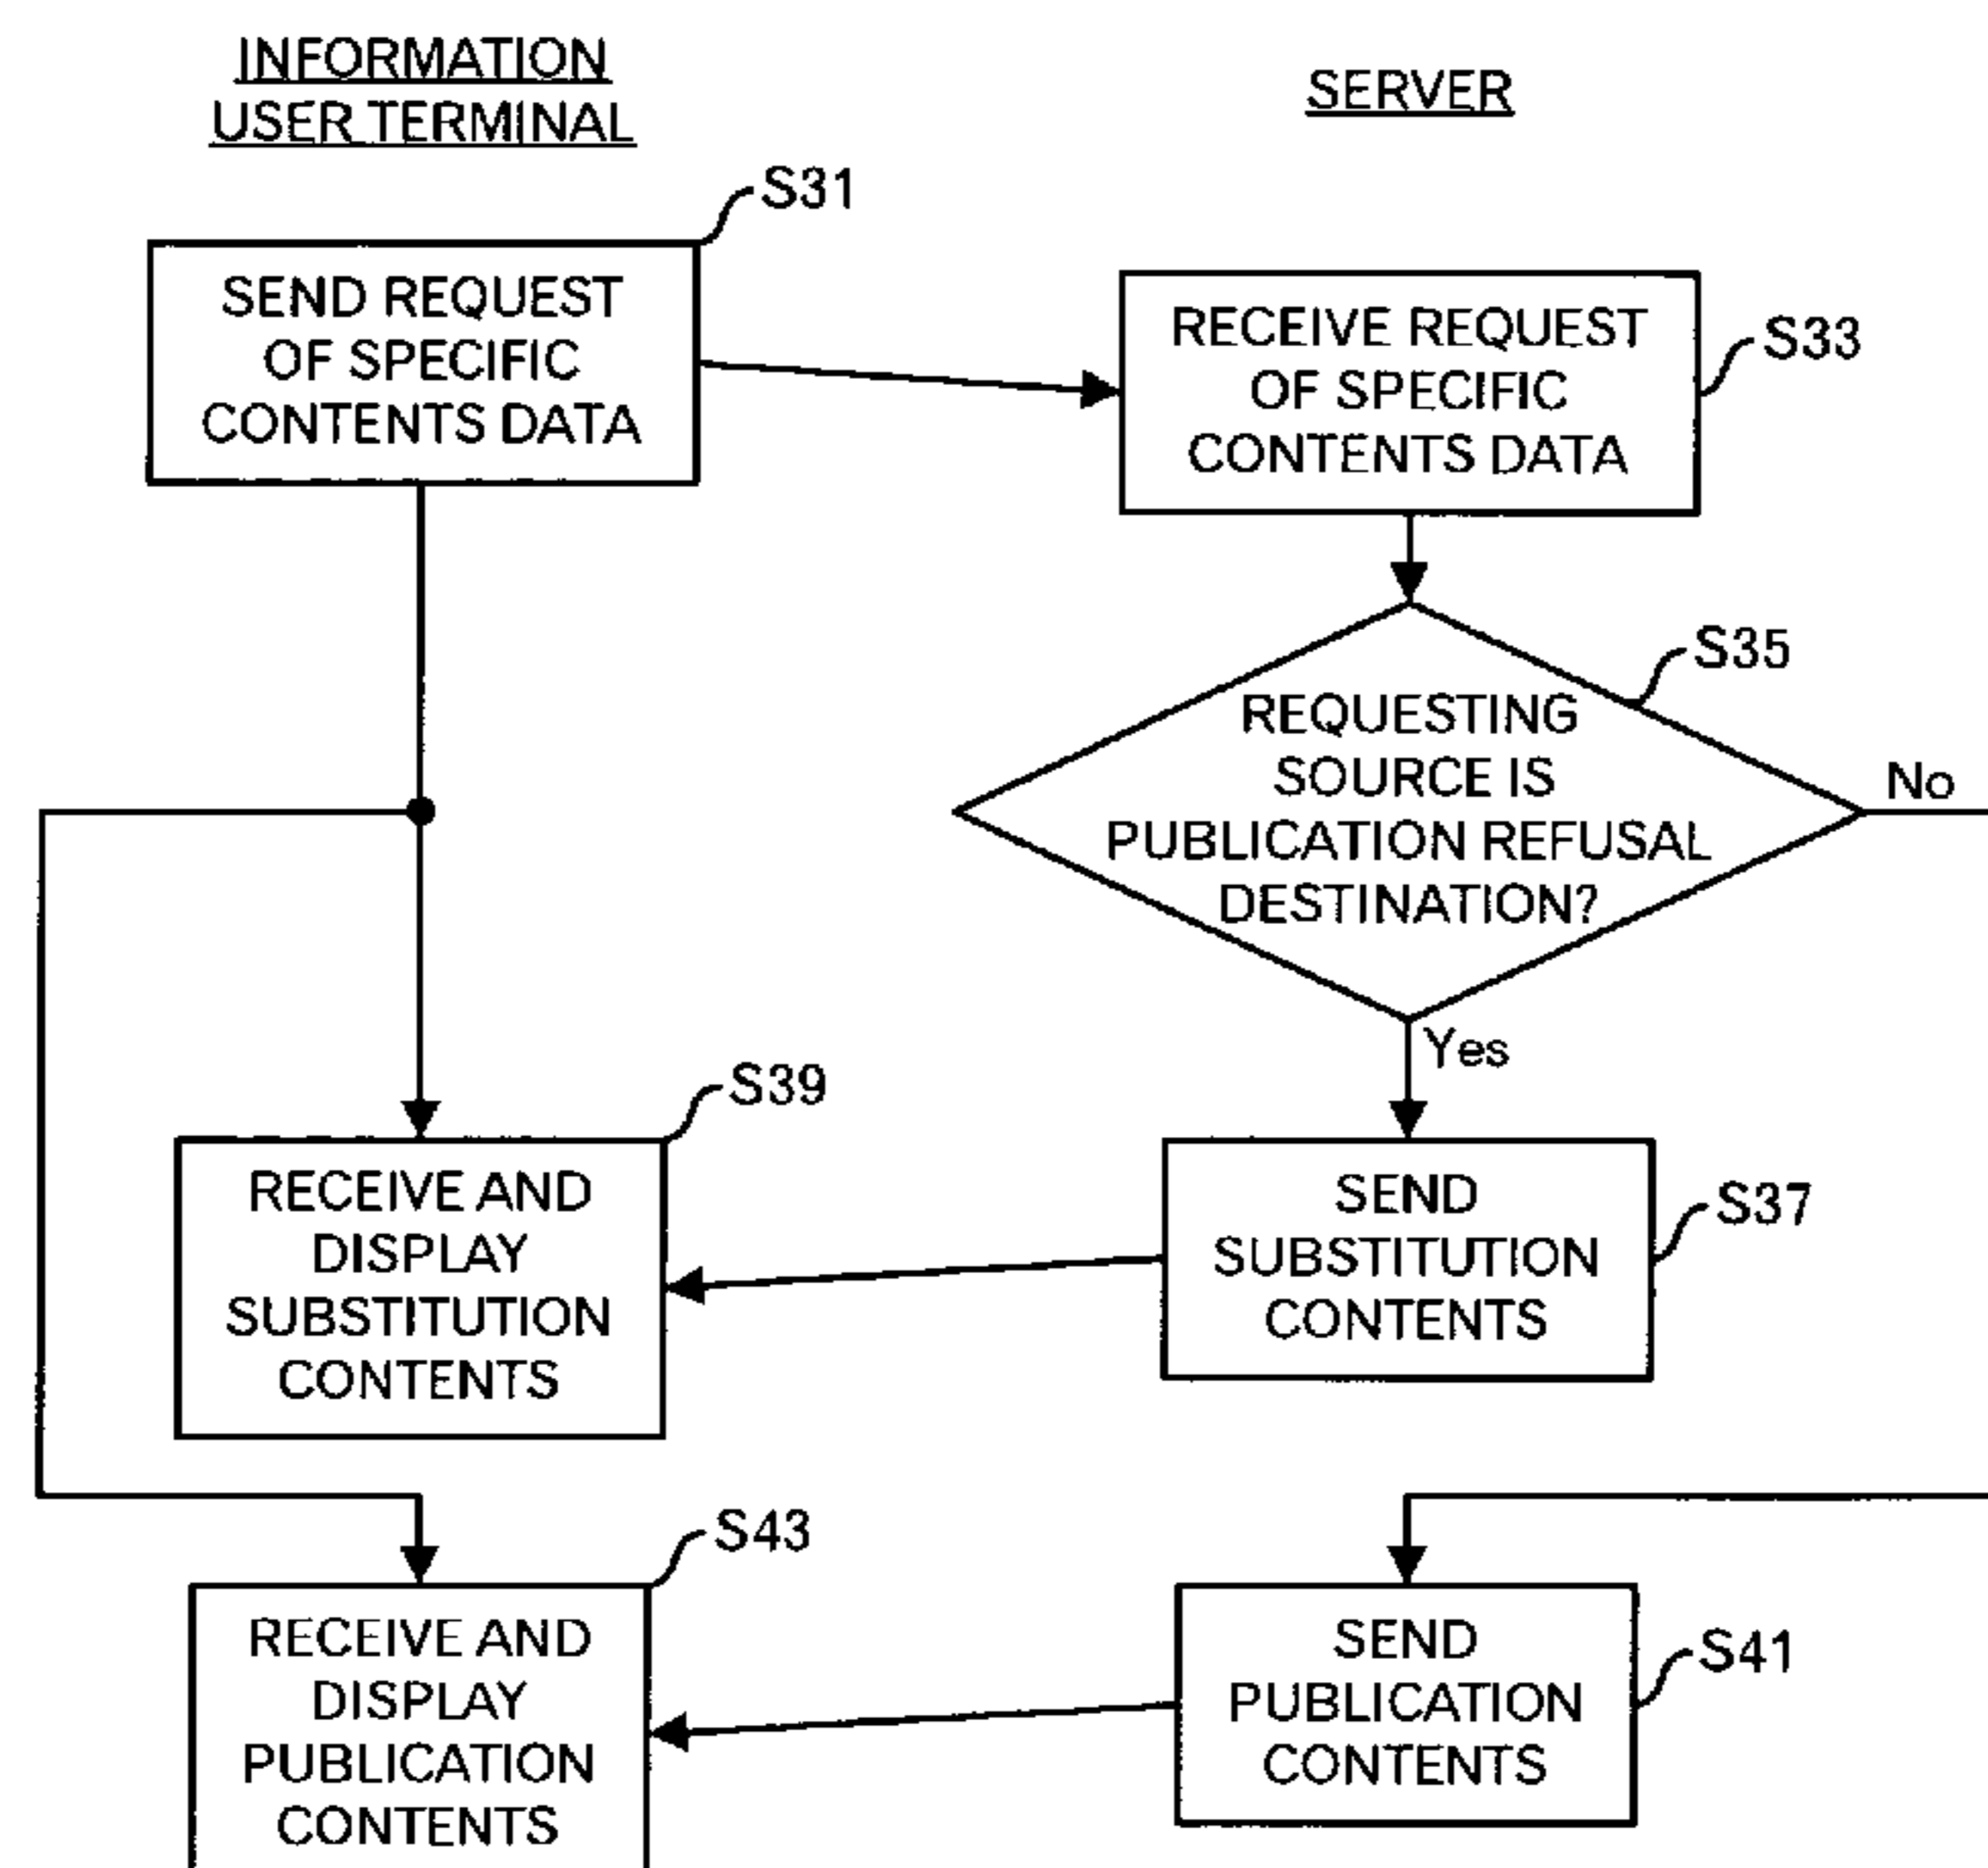 INFORMATION
USER TERMINAL
SERVER
S31
SEND REQUEST
OF SPECIFIC
CONTENTS DATA
RECEIVE REQUEST
OF SPECIFIC
CONTENTS DATA
S33
S35
REQUESTING
SOURCE IS
PUBLICATION REFUSAL
DESTINATION?
No
Yes
S39
RECEIVE AND
DISPLAY
SUBSTITUTION
CONTENTS
SEND
SUBSTITUTION
CONTENTS
S37
S43
RECEIVE AND
DISPLAY
PUBLICATION
CONTENTS
SEND
PUBLICATION
CONTENTS
S41